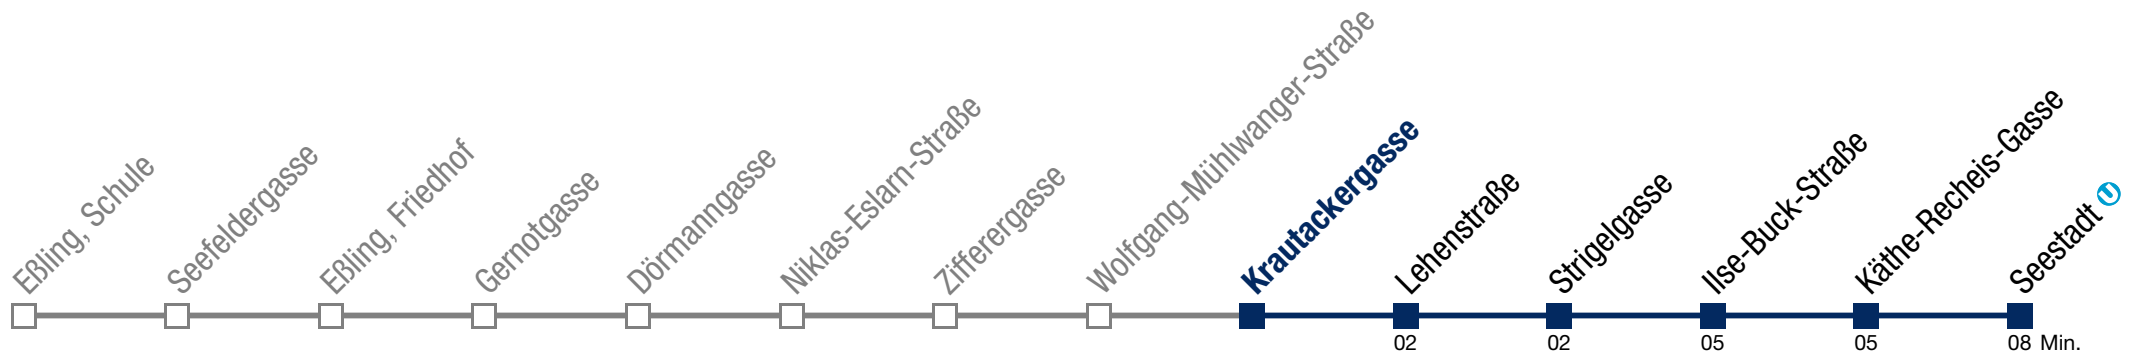 Eßling, Schule
Seefeldergasse
Eßling, Friedhof
Gernotgasse
Dörmanngasse
Niklas-Eslarn-Straße
Zifferergasse
Wolfgang-Mühlwanger-Straße
Krautackergasse
Lehenstraße
Strigelgasse
Ilse-Buck-Straße
Käthe-Recheis-Gasse
Seestadt U
02 02 05 05 08 Min.